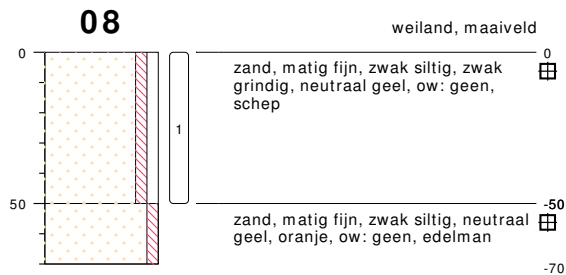 08
weiland, maaiveld
0
0
zand, matig fijn, zwak siltig, zwak
grindig, neutraal geel, ow: geen,
schep
1
50
-50
zand, matig fijn, zwak siltig, neutraal
geel, oranje, ow: geen, edelman
-70